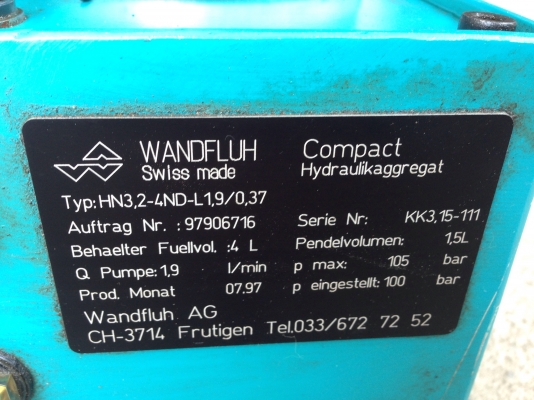 WANDFLUH Compact
Swiss made Hydraulikaggregat
Typ:HN3,2-4ND-L1,9/0,37
Auftrag Nr. :97906716 Serie Nr: KK3,15-111
Behaelter Fuellvol. :4 L Pendelvolumen: 1,5L
Q Pumpe:1,9 l/min p max: 105 bar
Prod. Monat 07.97 p eingestellt:100 bar
Wandfluh AG
CH-3714 Frutigen Tel.033/672 72 52